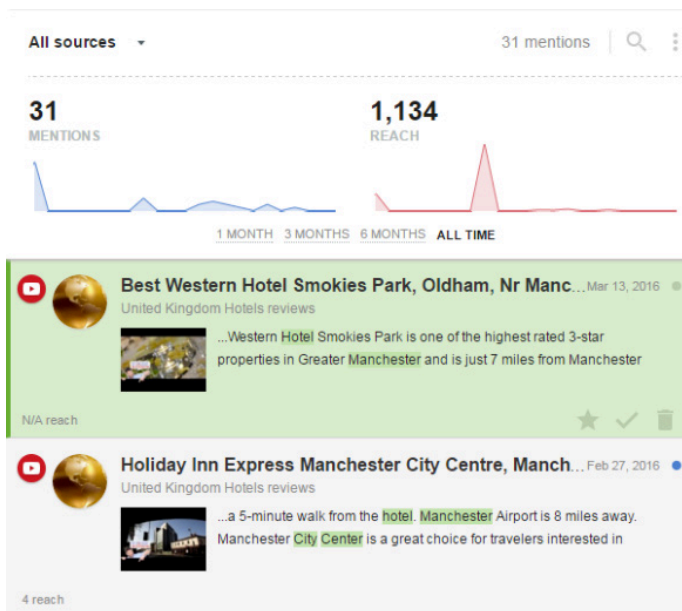 All sources
31 mentions
31
MENTIONS
1,134
REACH
1 MONTH 3 MONTHS 6 MONTHS ALL TIME
Best Western Hotel Smokies Park, Oldham, Nr Manc... Mar 13, 2016
United Kingdom Hotels reviews
...Western Hotel Smokies Park is one of the highest rated 3-star
properties in Greater Manchester and is just 7 miles from Manchester
N/A reach
Holiday Inn Express Manchester City Centre, Manch... Feb 27, 2016
United Kingdom Hotels reviews
...a 5-minute walk from the hotel. Manchester Airport is 8 miles away.
Manchester City Center is a great choice for travelers interested in
4 reach